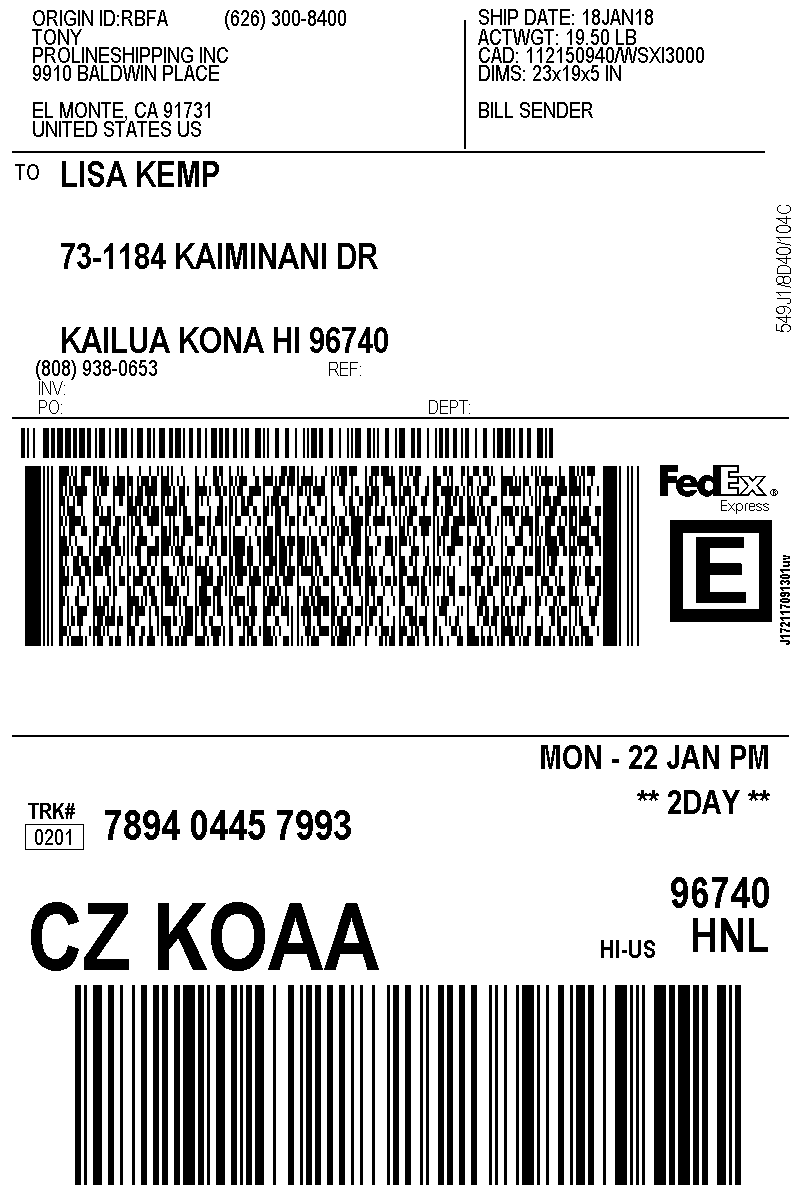 ORIGIN ID:RBFA (626) 300-8400
TONY
PROLINESHIPPING INC
9910 BALDWIN PLACE
EL MONTE, CA 91731
UNITED STATES US
SHIP DATE: 18JAN18
ACTWGT: 19.50 LB
CAD: 112150940/WSXI3000
DIMS: 23x19x5 IN
BILL SENDER
TO LISA KEMP
73-1184 KAIMINANI DR
KAILUA KONA HI 96740
(808) 938-0653 REF:
INV:
PO: DEPT:
549J1/8D40/104C
FedEx®
Express
E
J172117091301uv
MON - 22 JAN PM
** 2DAY **
TRK#
0201 7894 0445 7993
96740
CZ KOAA HI-US HNL